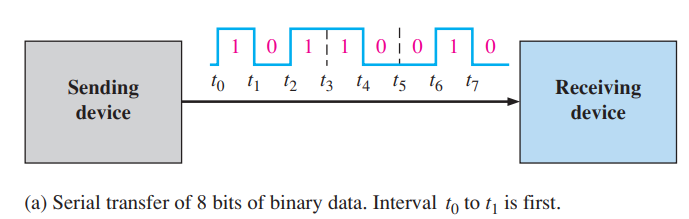 1 0 1 1 0 0 1 0
t0 t1 t2 t3 t4 t5 t6 t7
Sending
device
Receiving
device
(a) Serial transfer of 8 bits of binary data. Interval t0 to t1 is first.